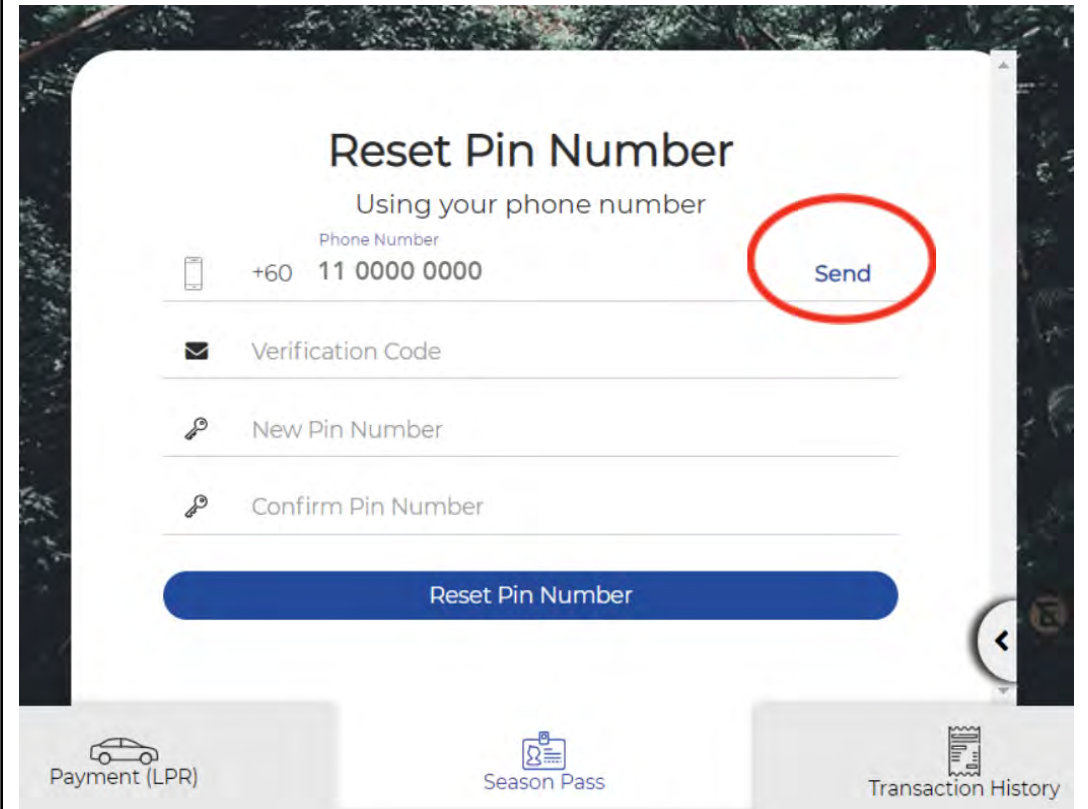 Reset Pin Number
Using your phone number
Phone Number
+60 11 0000 0000 Send
Verification Code
New Pin Number
Confirm Pin Number
Reset Pin Number
Payment (LPR)
Season Pass
Transaction History